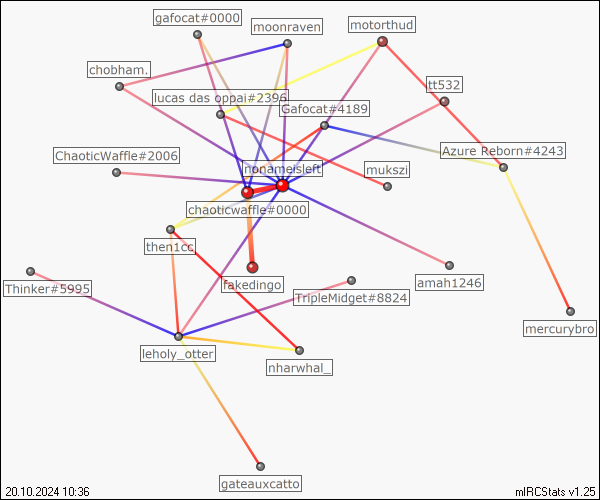 gafocat#0000
moonraven
motorthud
chobham.
tt532
lucas das oppai#2396
Gafocat#4189
Azure Reborn#4243
ChaoticWaffle#2006
nonameisleft
mukszi
chaoticwaffle#0000
then1cc
Thinker#5995
fakedingo
amah1246
TripleMidget#8824
mercurybro
leholy_otter
nharwhal_
gateauxcatto
20.10.2024 10:36
mIRCStats v1.25